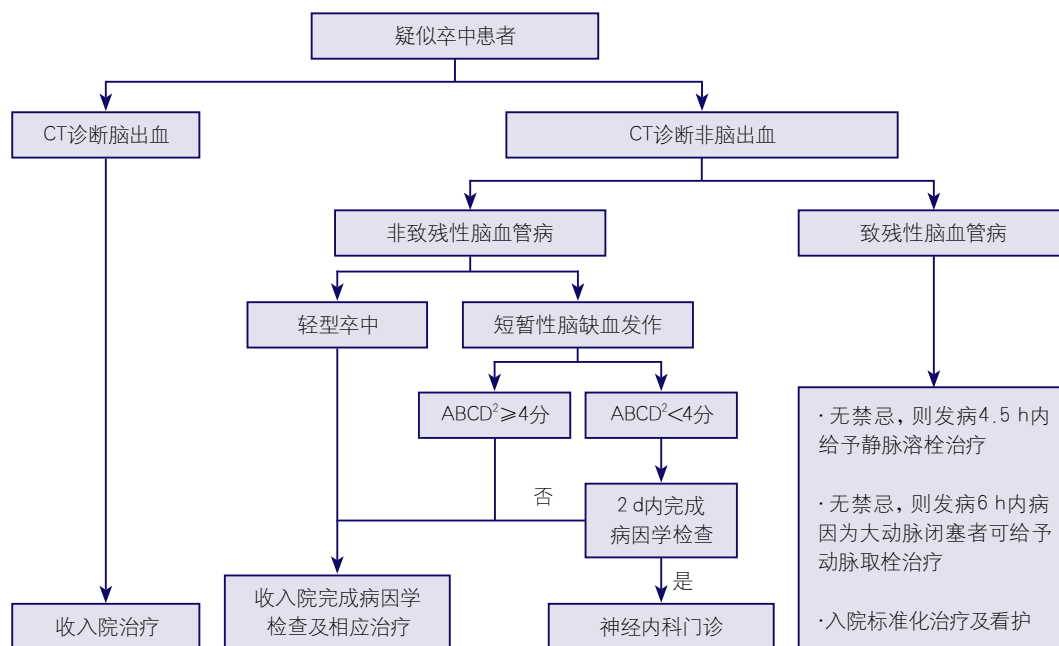 疑似卒中患者
CT诊断脑出血
CT诊断非脑出血
非致残性脑血管病
致残性脑血管病
轻型卒中
短暂性脑缺血发作
ABCD²≥4分
ABCD²<4分
·无禁忌，则发病4.5 h内
给予静脉溶栓治疗
·无禁忌，则发病6 h内病
因为大动脉闭塞者可给予
动脉取栓治疗
·入院标准化治疗及看护
否
2 d内完成
病因学检查
是
收入院治疗
收入院完成病因学
检查及相应治疗
神经内科门诊